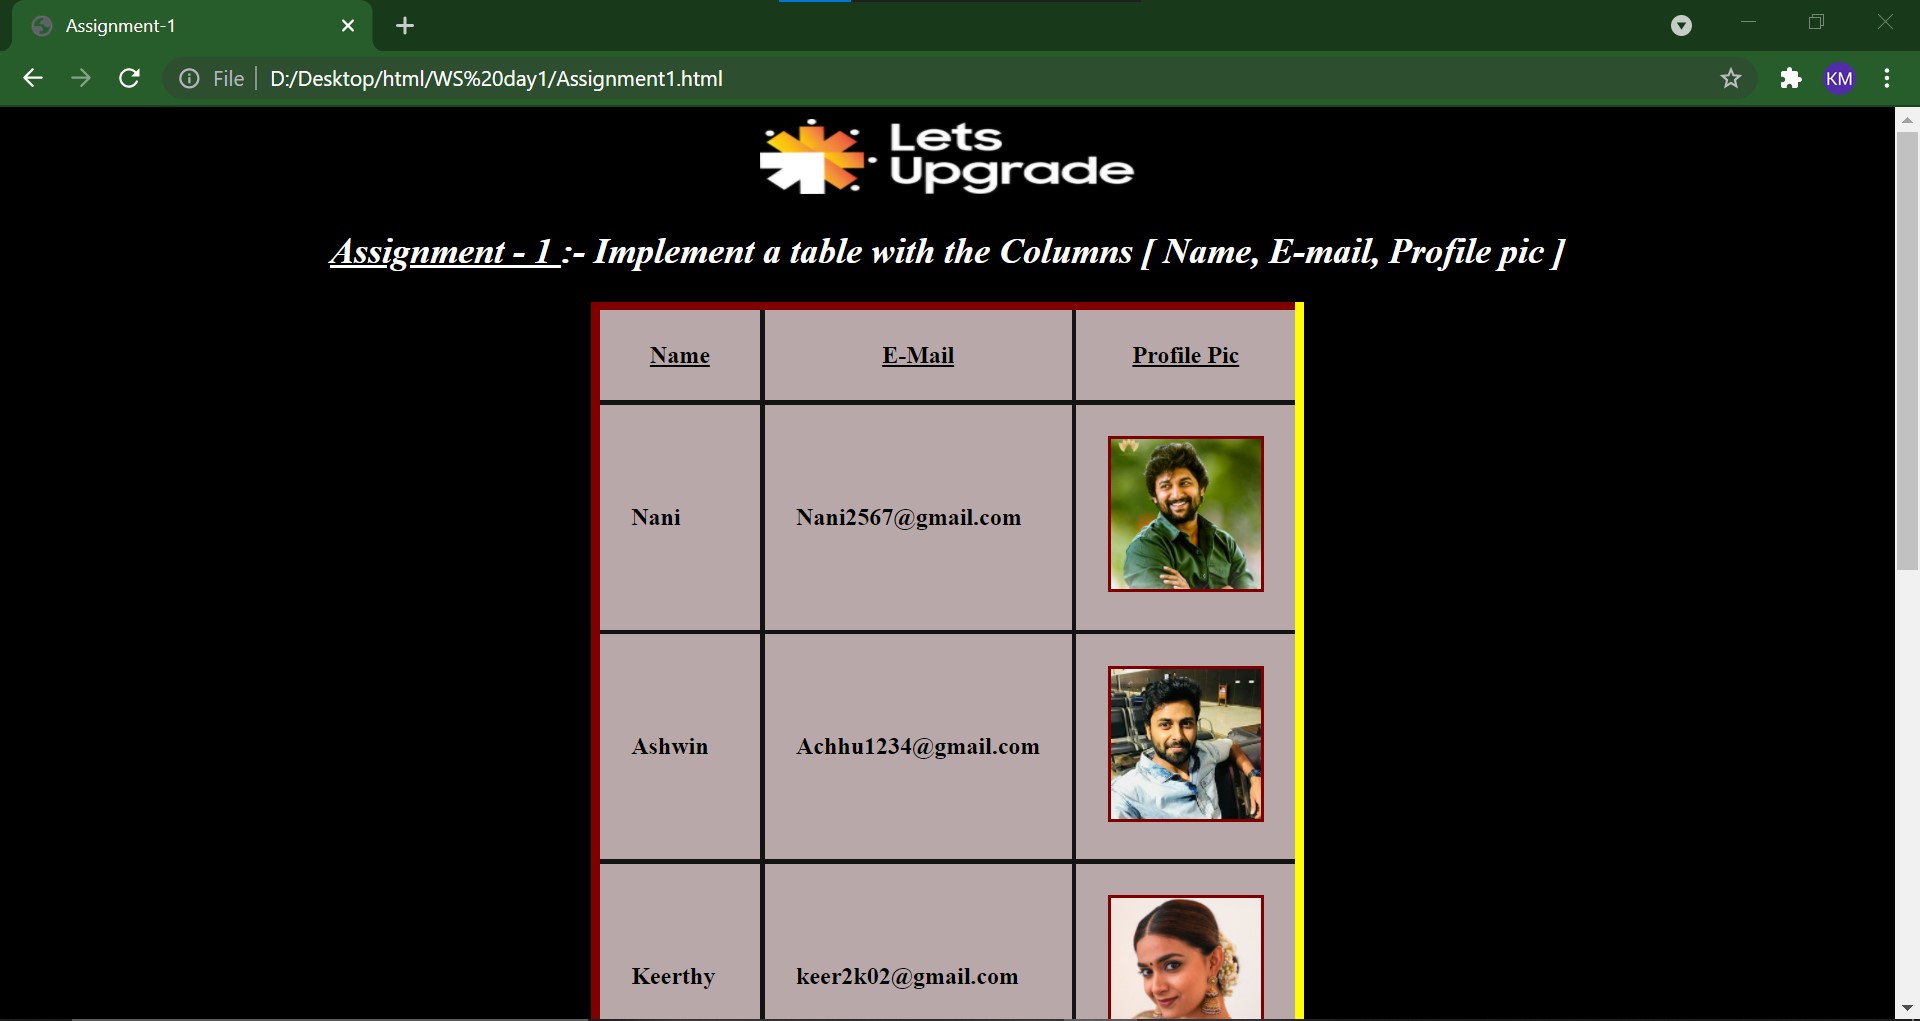 Assignment-1
File D:/Desktop/html/WS%20day1/Assignment1.html
KM
Lets
Upgrade
Assignment - 1 :- Implement a table with the Columns [ Name, E-mail, Profile pic ]
Name E-Mail Profile Pic
Nani Nani2567@gmail.com
Ashwin Achhu1234@gmail.com
Keerthy keer2k02@gmail.com